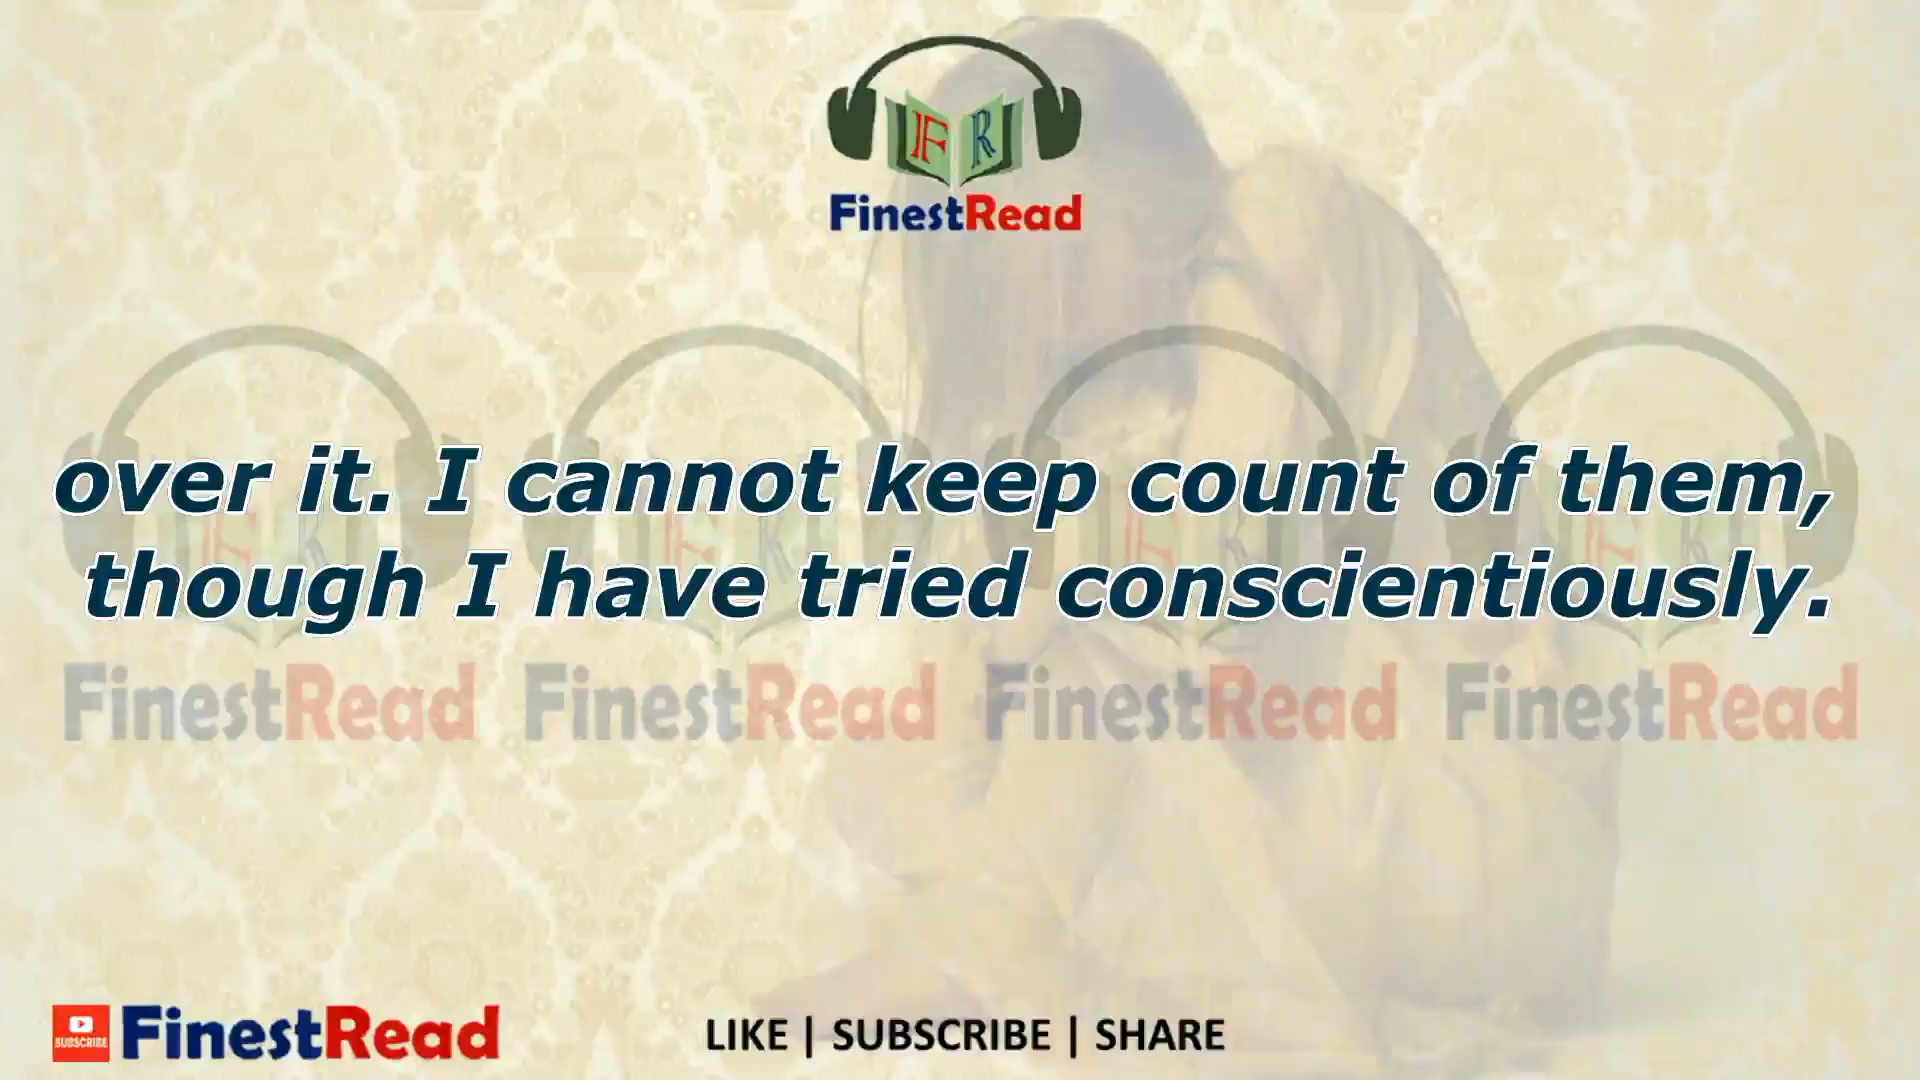 F R
FinestRead
over it. I cannot keep count of them,
though I have tried conscientiously.
F R F R F R F R
FinestRead FinestRead FinestRead FinestRead
SUBSCRIBE FinestRead LIKE | SUBSCRIBE | SHARE